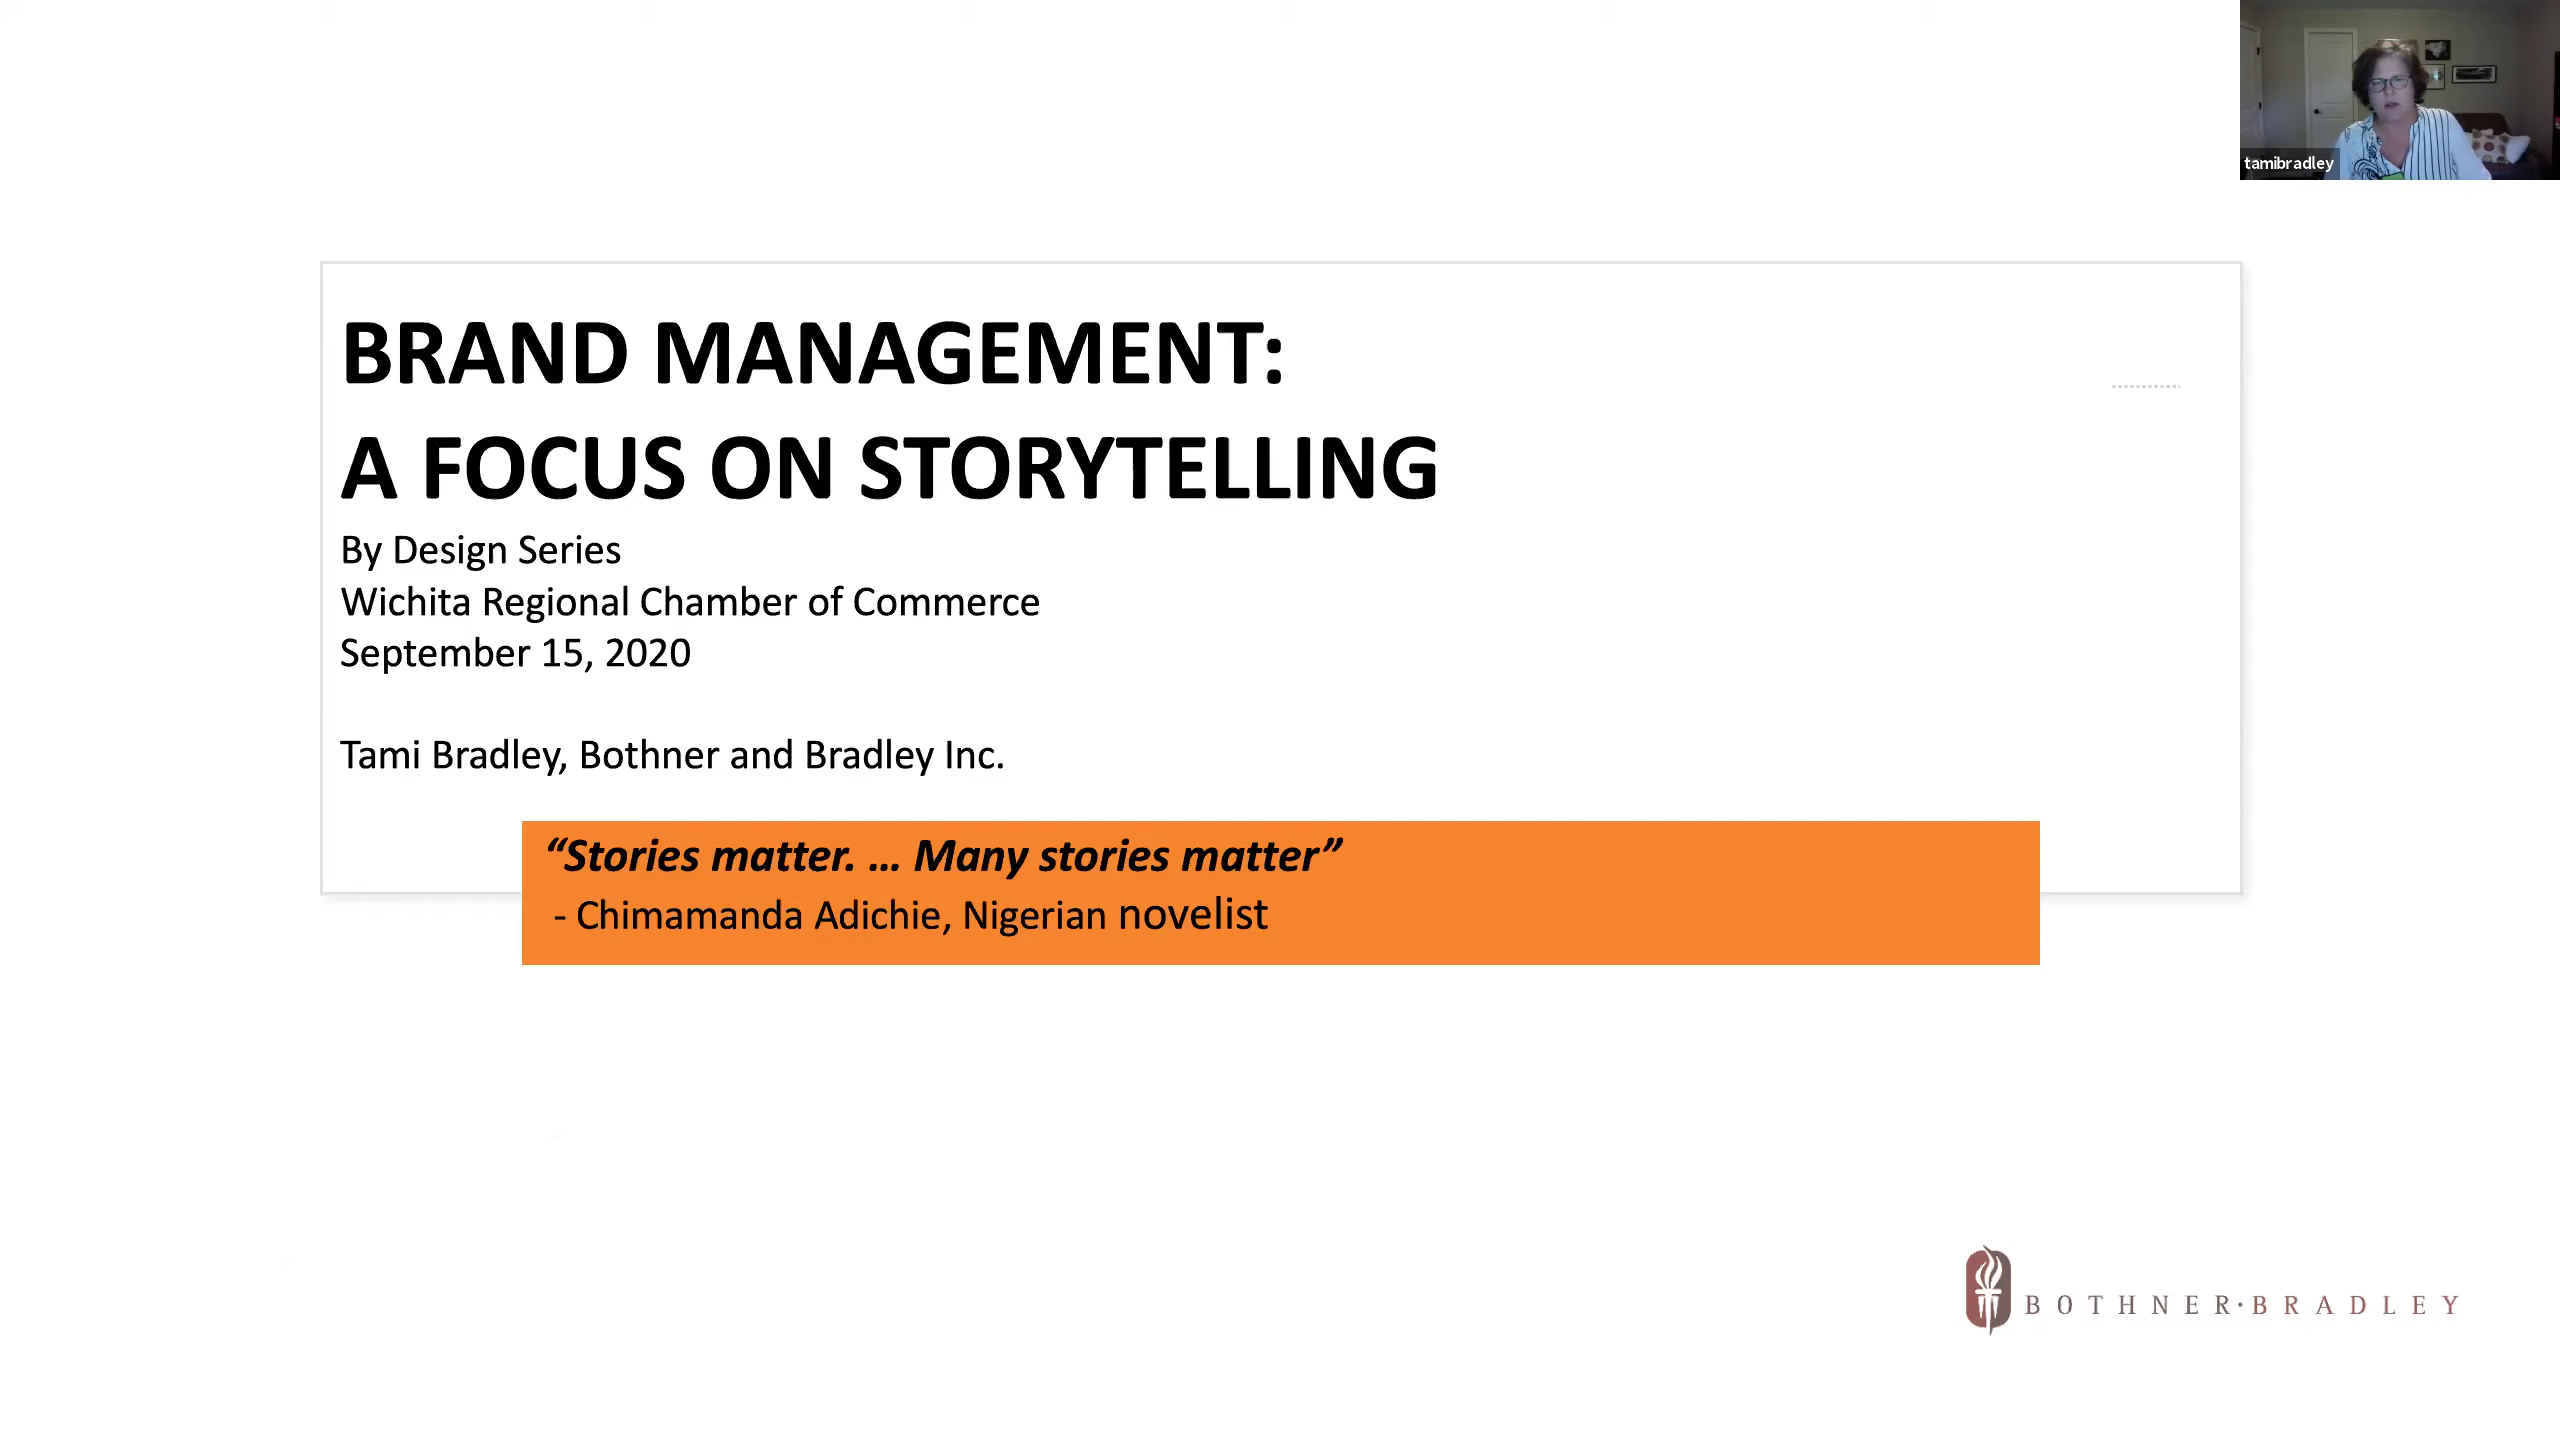 tamibradley
BRAND MANAGEMENT:
A FOCUS ON STORYTELLING
By Design Series
Wichita Regional Chamber of Commerce
September 15, 2020
Tami Bradley, Bothner and Bradley Inc.
“Stories matter. … Many stories matter”
- Chimamanda Adichie, Nigerian novelist
BOTHNER·BRADLEY